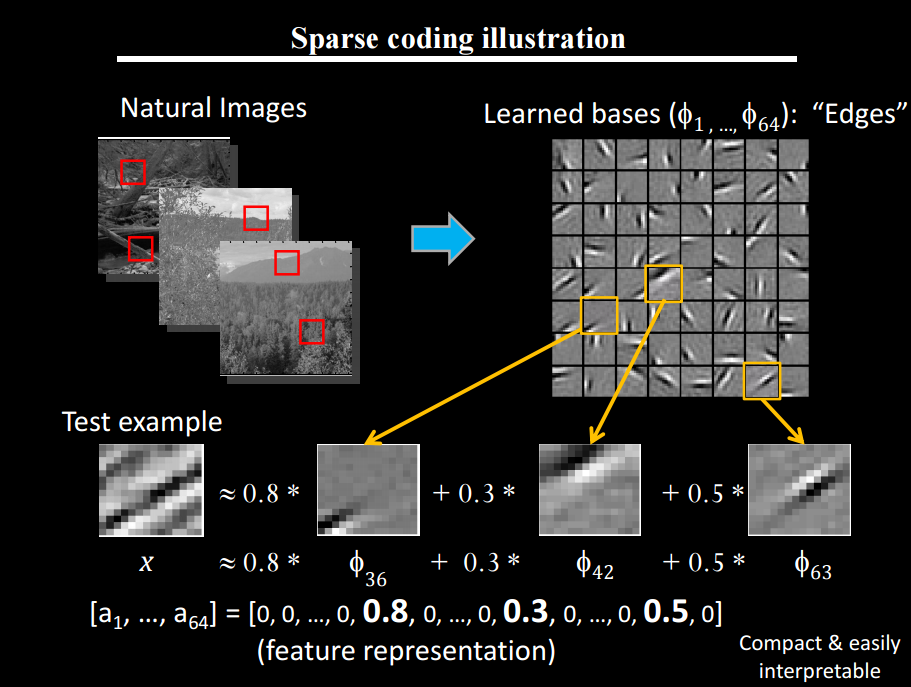 Sparse coding illustration
Natural Images
Learned bases (ϕ1 , …, ϕ64): “Edges”
Test example
≈ 0.8 * + 0.3 * + 0.5 *
x ≈ 0.8 * ϕ36 + 0.3 * ϕ42 + 0.5 * ϕ63
[a1, …, a64] = [0, 0, …, 0, 0.8, 0, …, 0, 0.3, 0, …, 0, 0.5, 0]
(feature representation)
Compact & easily
interpretable